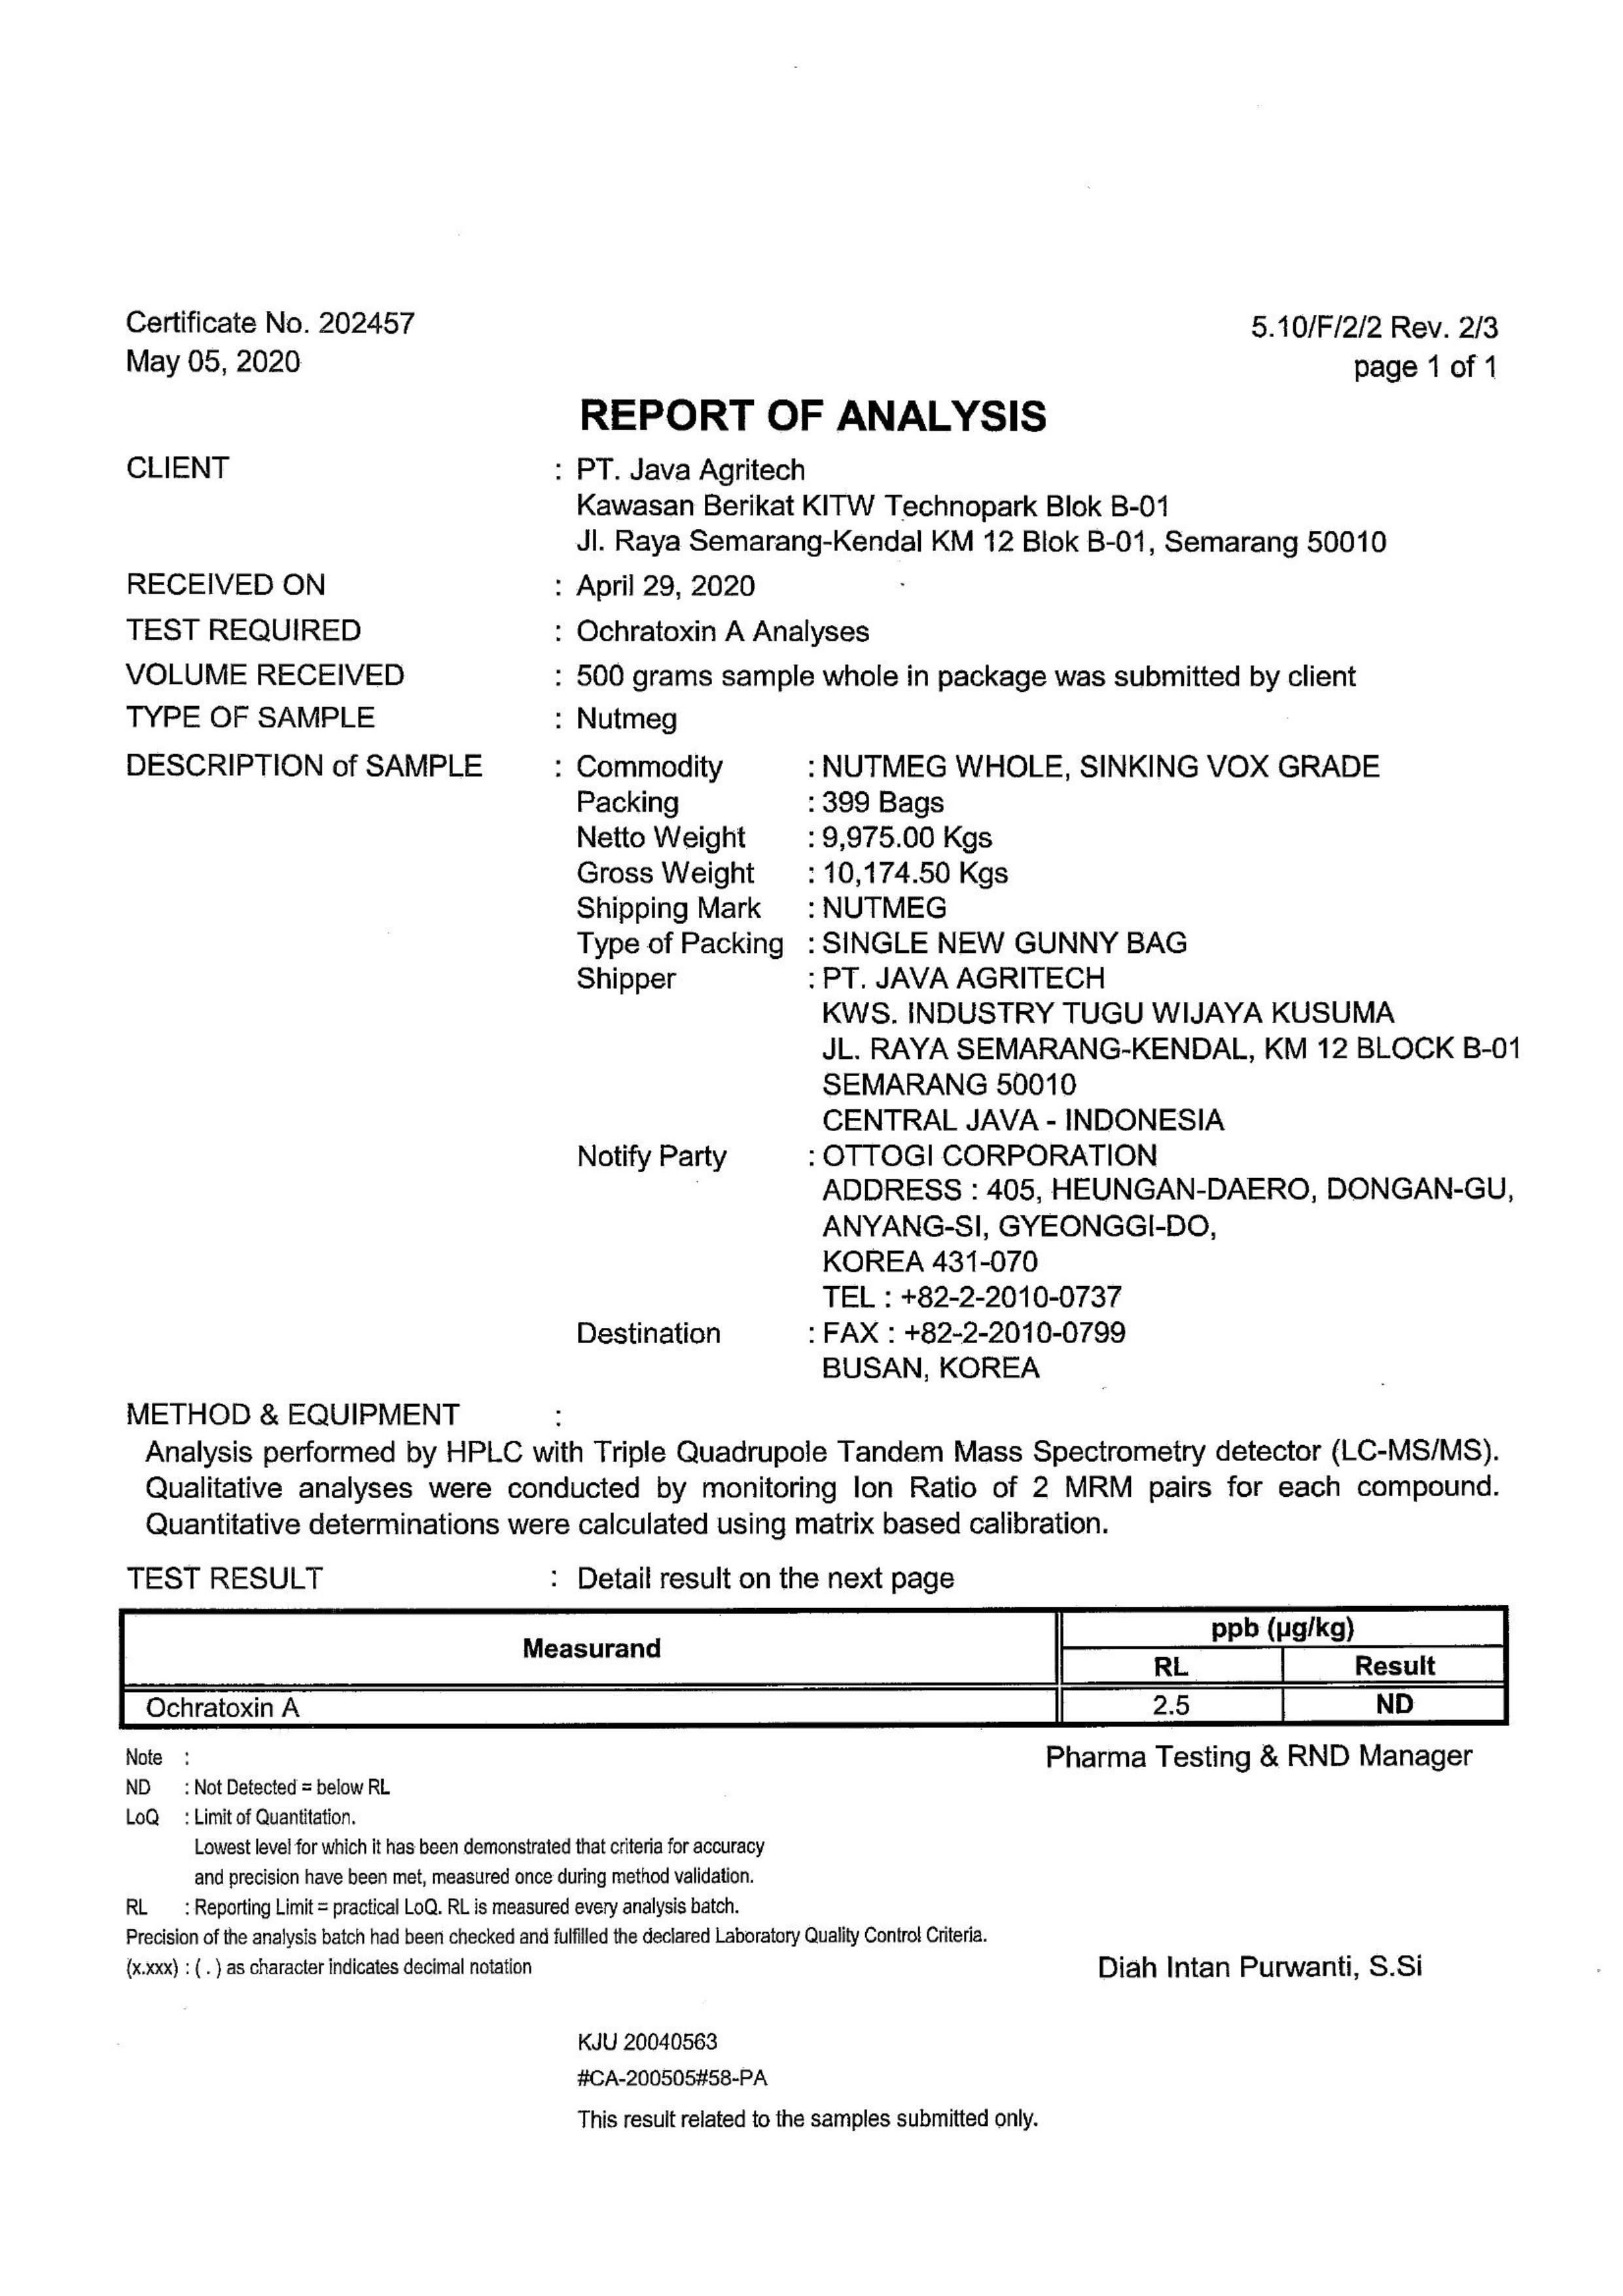 Certificate No. 202457
5.10/F/2/2 Rev. 2/3
May 05, 2020
page 1 of 1
REPORT OF ANALYSIS
CLIENT : PT. Java Agritech
Kawasan Berikat KITW Technopark Blok B-01
Jl. Raya Semarang-Kendal KM 12 Blok B-01, Semarang 50010
RECEIVED ON : April 29, 2020
TEST REQUIRED : Ochratoxin A Analyses
VOLUME RECEIVED : 500 grams sample whole in package was submitted by client
TYPE OF SAMPLE : Nutmeg
DESCRIPTION of SAMPLE : Commodity : NUTMEG WHOLE, SINKING VOX GRADE
Packing : 399 Bags
Netto Weight : 9,975.00 Kgs
Gross Weight : 10,174.50 Kgs
Shipping Mark : NUTMEG
Type of Packing : SINGLE NEW GUNNY BAG
Shipper : PT. JAVA AGRITECH
KWS. INDUSTRY TUGU WIJAYA KUSUMA
JL. RAYA SEMARANG-KENDAL, KM 12 BLOCK B-01
SEMARANG 50010
CENTRAL JAVA - INDONESIA
Notify Party : OTTOGI CORPORATION
ADDRESS : 405, HEUNGAN-DAERO, DONGAN-GU,
ANYANG-SI, GYEONGGI-DO,
KOREA 431-070
TEL : +82-2-2010-0737
Destination : FAX : +82-2-2010-0799
BUSAN, KOREA
METHOD & EQUIPMENT :
Analysis performed by HPLC with Triple Quadrupole Tandem Mass Spectrometry detector (LC-MS/MS).
Qualitative analyses were conducted by monitoring Ion Ratio of 2 MRM pairs for each compound.
Quantitative determinations were calculated using matrix based calibration.
TEST RESULT : Detail result on the next page
Measurand
ppb (µg/kg)
RL Result
Ochratoxin A 2.5 ND
Note :
Pharma Testing & RND Manager
ND : Not Detected = below RL
LoQ : Limit of Quantitation.
Lowest level for which it has been demonstrated that criteria for accuracy
and precision have been met, measured once during method validation.
RL : Reporting Limit = practical LoQ. RL is measured every analysis batch.
Precision of the analysis batch had been checked and fulfilled the declared Laboratory Quality Control Criteria.
(x.xxx) : ( . ) as character indicates decimal notation
Diah Intan Purwanti, S.Si
KJU 20040563
#CA-200505#58-PA
This result related to the samples submitted only.